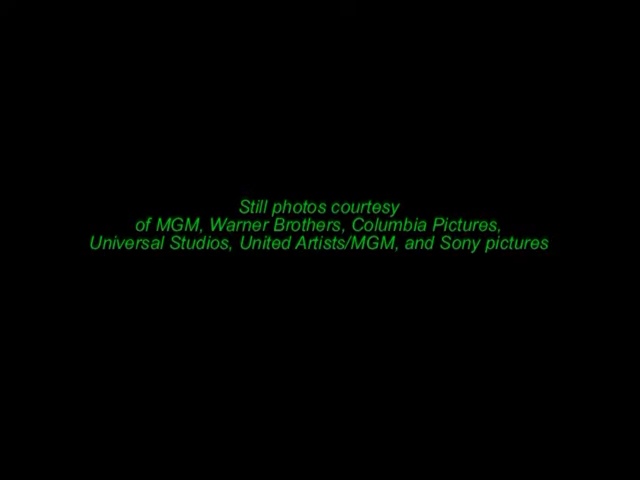 Still photos courtesy
of MGM, Warner Brothers, Columbia Pictures,
Universal Studios, United Artists/MGM, and Sony pictures